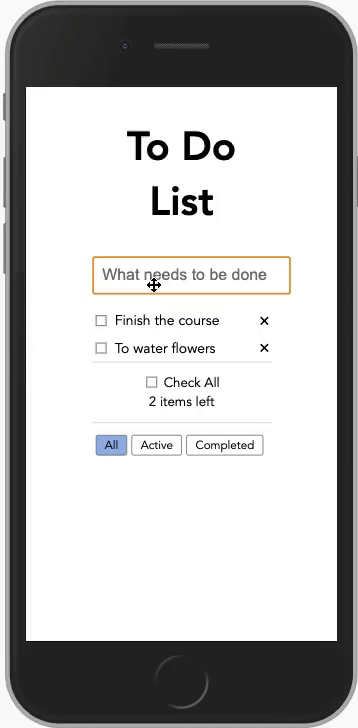 To Do
List
What needs to be done
Finish the course ×
To water flowers ×
Check All
2 items left
All Active Completed